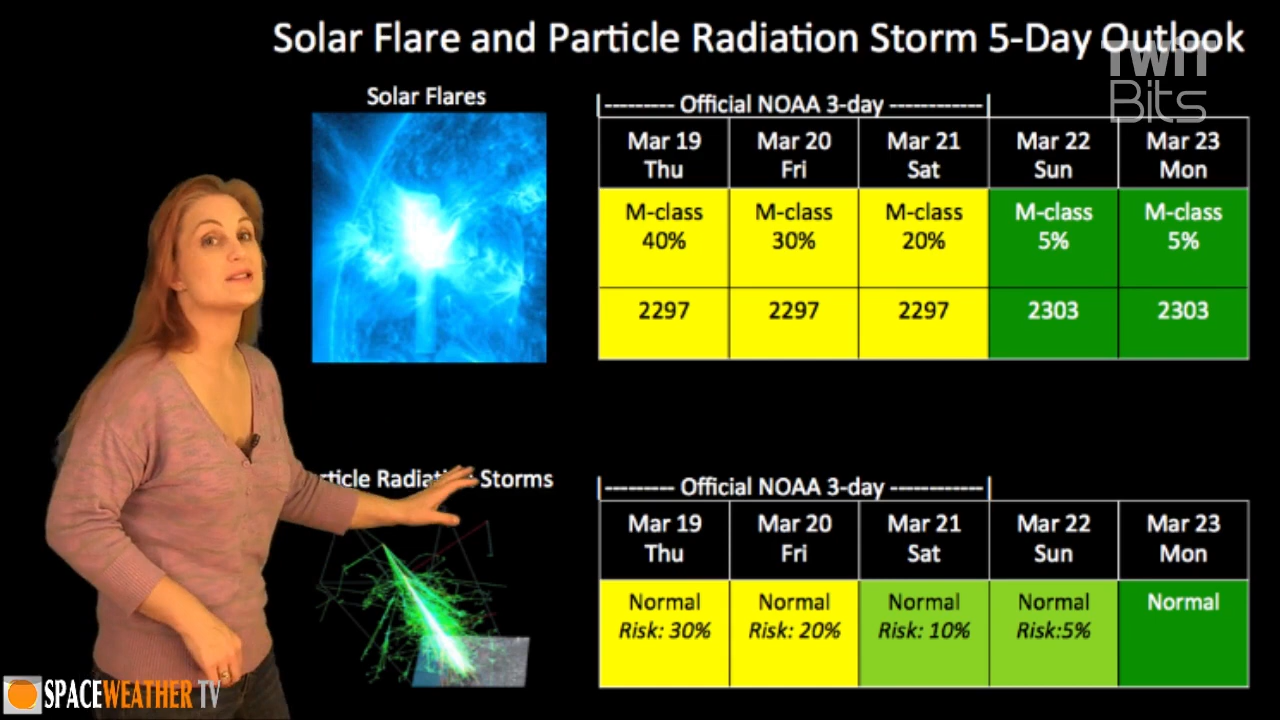 Solar Flare and Particle Radiation Storm 5-Day Outlook
TWiT
Bits
Solar Flares
|--------- Official NOAA 3-day ------------|
Mar 19 Mar 20 Mar 21 Mar 22 Mar 23
Thu Fri Sat Sun Mon
M-class M-class M-class M-class M-class
40% 30% 20% 5% 5%
2297 2297 2297 2303 2303
Storms
|--------- Official NOAA 3-day ------------|
Mar 19 Mar 20 Mar 21 Mar 22 Mar 23
Thu Fri Sat Sun Mon
Normal Normal Normal Normal Normal
Risk: 30% Risk: 20% Risk: 10% Risk:5%
SPACEWEATHER TV